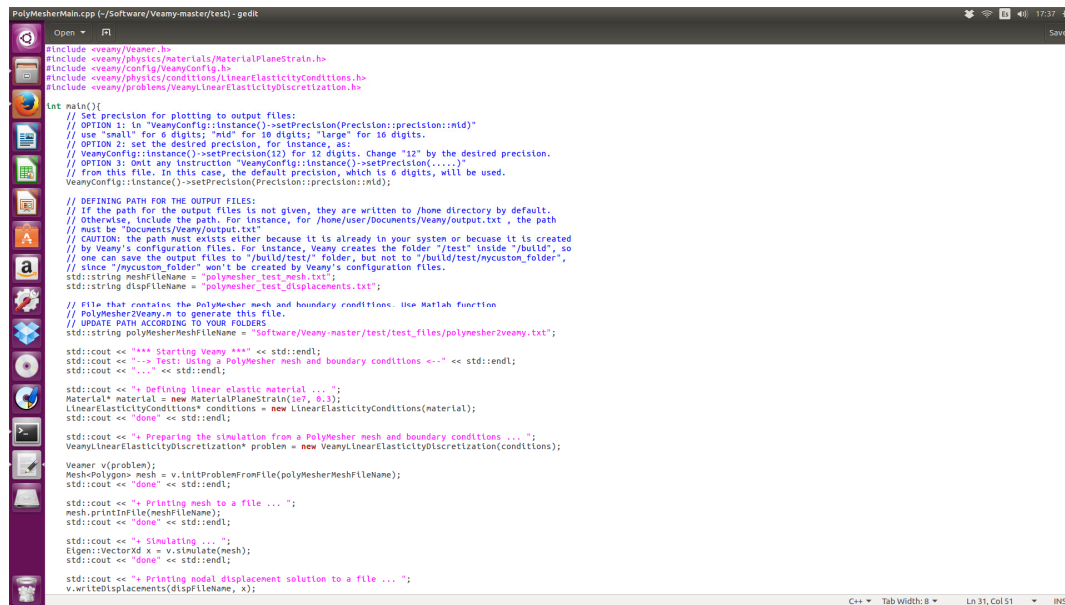 PolyMesherMain.cpp (~/Software/Veamy-master/test) - gedit
Es 17:37
Open Save
#include <veamy/Veamer.h>
#include <veamy/physics/materials/MaterialPlaneStrain.h>
#include <veamy/config/VeamyConfig.h>
#include <veamy/physics/conditions/LinearElasticityConditions.h>
#include <veamy/problems/VeamyLinearElasticityDiscretization.h>
int main(){
// Set precision for plotting to output files:
// OPTION 1: in "VeamyConfig::instance()->setPrecision(Precision::precision::mid)"
// use "small" for 6 digits; "mid" for 10 digits; "large" for 16 digits.
// OPTION 2: set the desired precision, for instance, as:
// VeamyConfig::instance()->setPrecision(12) for 12 digits. Change "12" by the desired precision.
// OPTION 3: Omit any instruction "VeamyConfig::instance()->setPrecision(.....)"
// from this file. In this case, the default precision, which is 6 digits, will be used.
VeamyConfig::instance()->setPrecision(Precision::precision::mid);
// DEFINING PATH FOR THE OUTPUT FILES:
// If the path for the output files is not given, they are written to /home directory by default.
// Otherwise, include the path. For instance, for /home/user/Documents/Veamy/output.txt , the path
// must be "Documents/Veamy/output.txt"
// CAUTION: the path must exists either because it is already in your system or becuase it is created
// by Veamy's configuration files. For instance, Veamy creates the folder "/test" inside "/build", so
// one can save the output files to "/build/test/" folder, but not to "/build/test/mycustom_folder",
// since "/mycustom_folder" won't be created by Veamy's configuration files.
std::string meshFileName = "polymesher_test_mesh.txt";
std::string dispFileName = "polymesher_test_displacements.txt";
// File that contains the PolyMesher mesh and boundary conditions. Use Matlab function
// PolyMesher2Veamy.m to generate this file.
// UPDATE PATH ACCORDING TO YOUR FOLDERS
std::string polyMesherMeshFileName = "Software/Veamy-master/test/test_files/polymesher2veamy.txt";
std::cout << "*** Starting Veamy ***" << std::endl;
std::cout << "--> Test: Using a PolyMesher mesh and boundary conditions <--" << std::endl;
std::cout << "..." << std::endl;
std::cout << "+ Defining linear elastic material ... ";
Material* material = new MaterialPlaneStrain(1e7, 0.3);
LinearElasticityConditions* conditions = new LinearElasticityConditions(material);
std::cout << "done" << std::endl;
std::cout << "+ Preparing the simulation from a PolyMesher mesh and boundary conditions ... ";
VeamyLinearElasticityDiscretization* problem = new VeamyLinearElasticityDiscretization(conditions);
Veamer v(problem);
Mesh<Polygon> mesh = v.initProblemFromFile(polyMesherMeshFileName);
std::cout << "done" << std::endl;
std::cout << "+ Printing mesh to a file ... ";
mesh.printInFile(meshFileName);
std::cout << "done" << std::endl;
std::cout << "+ Simulating ... ";
Eigen::VectorXd x = v.simulate(mesh);
std::cout << "done" << std::endl;
std::cout << "+ Printing nodal displacement solution to a file ... ";
v.writeDisplacements(dispFileName, x);
C++ Tab Width: 8 Ln 31, Col 51 INS